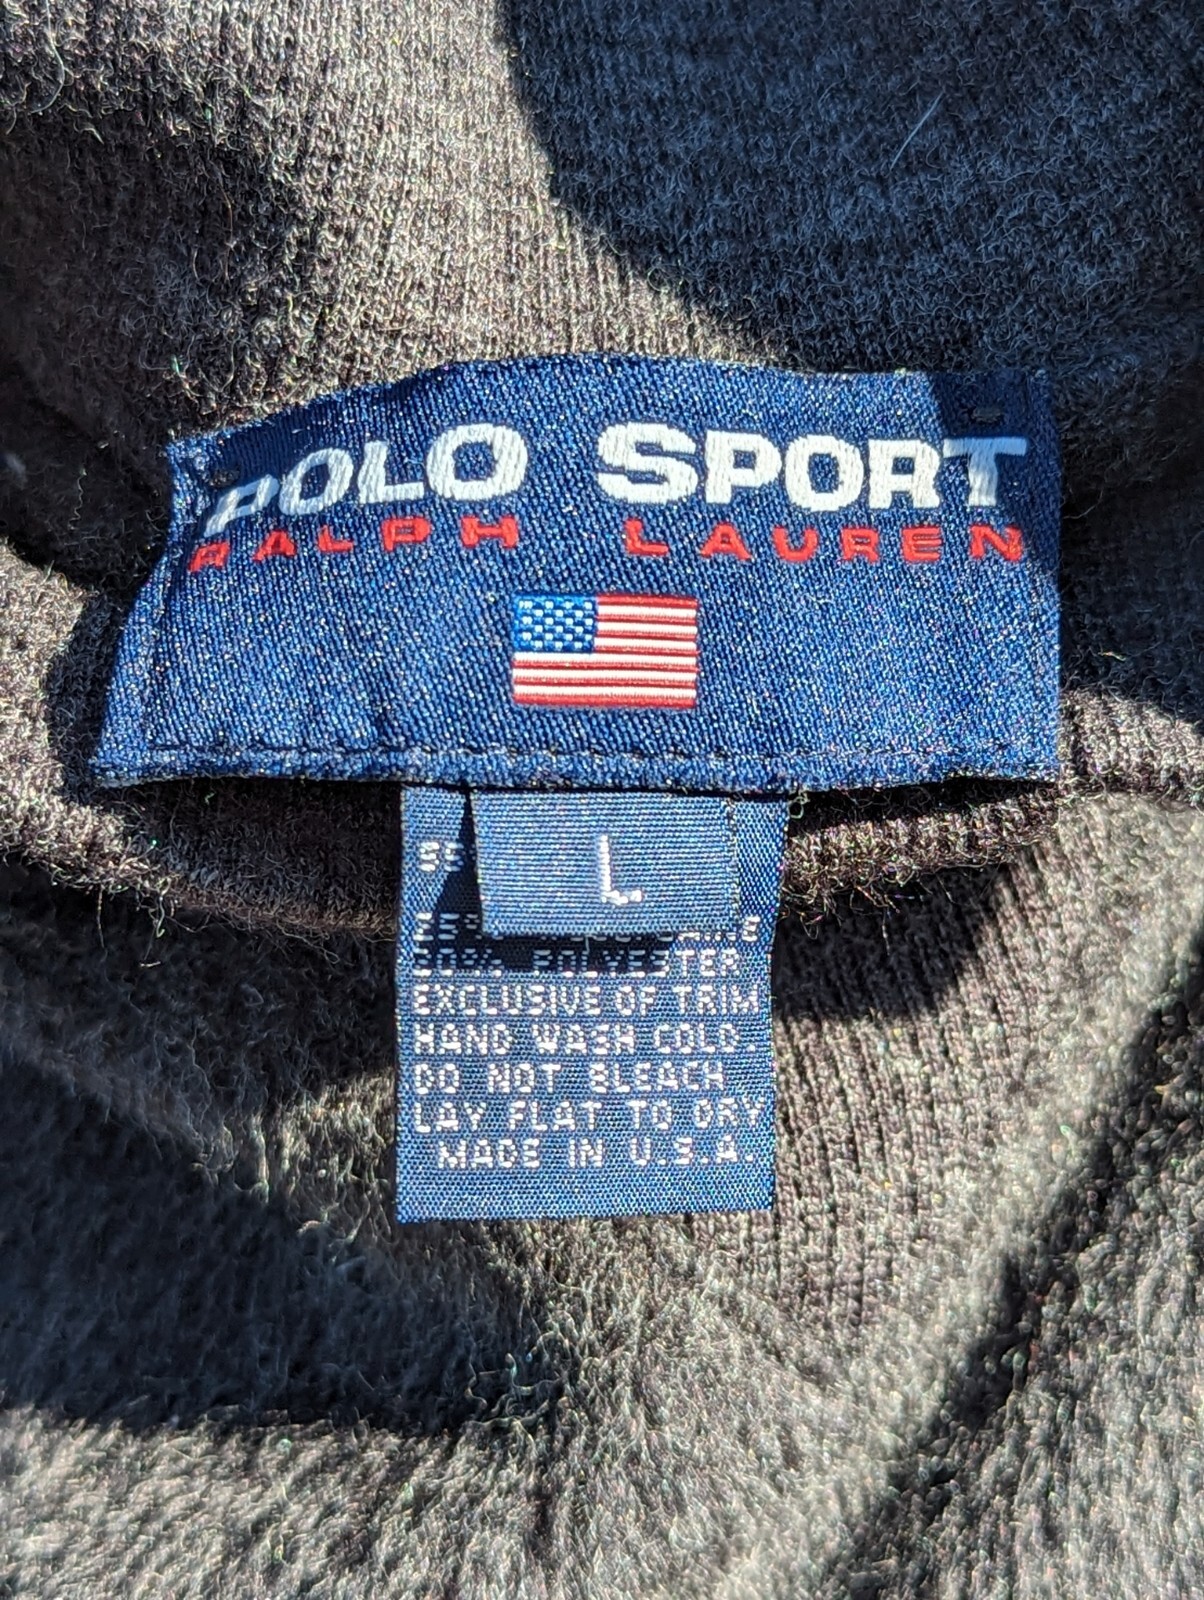 POLO SPORT
RALPH LAUREN
L
20% POLYESTER
EXCLUSIVE OF TRIM
HAND WASH COLD.
DO NOT BLEACH
LAY FLAT TO DRY
MADE IN U.S.A.